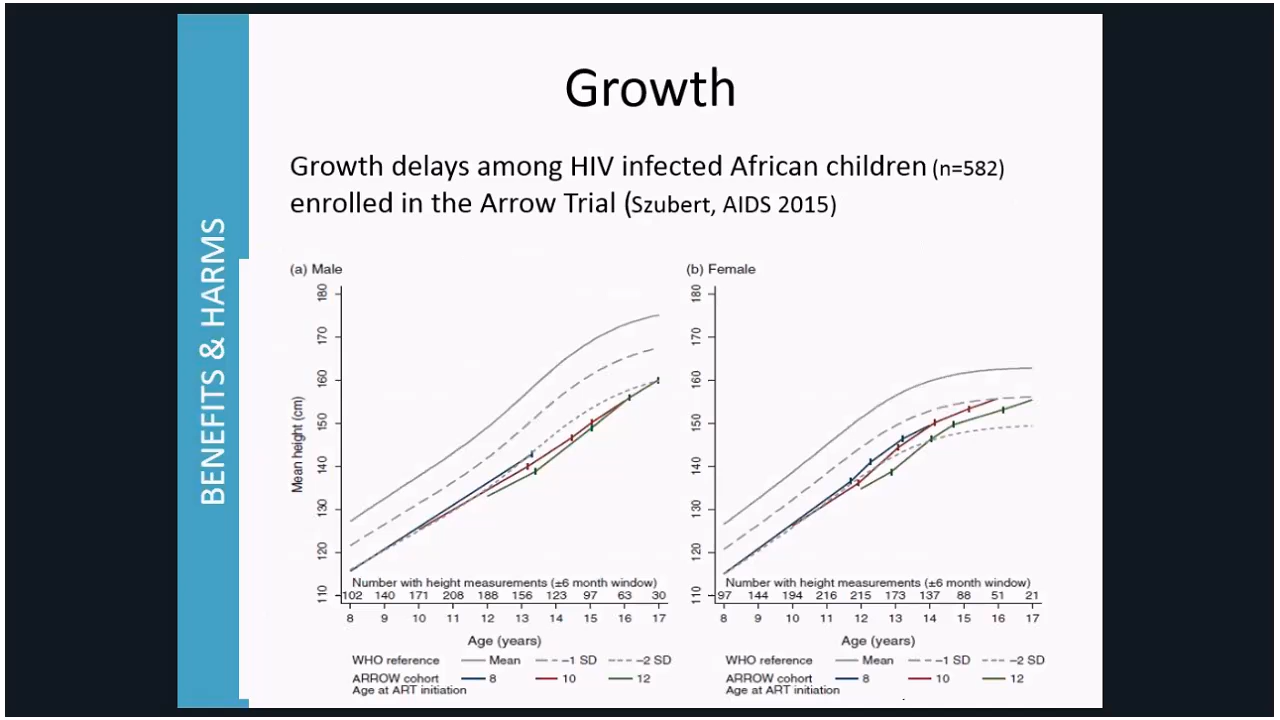 Growth
BENEFITS & HARMS
Growth delays among HIV infected African children (n=582)
enrolled in the Arrow Trial (Szubert, AIDS 2015)
(a) Male
Mean height (cm)
180
170
160
150
140
130
120
110
Number with height measurements (±6 month window)
102 140 171 208 188 156 123 97 63 30
8 9 10 11 12 13 14 15 16 17
Age (years)
WHO reference Mean –1 SD –2 SD
ARROW cohort 8 10 12
Age at ART initiation
(b) Female
180
170
160
150
140
130
120
110
Number with height measurements (±6 month window)
97 144 194 216 215 173 137 88 51 21
8 9 10 11 12 13 14 15 16 17
Age (years)
WHO reference Mean –1 SD –2 SD
ARROW cohort 8 10 12
Age at ART initiation